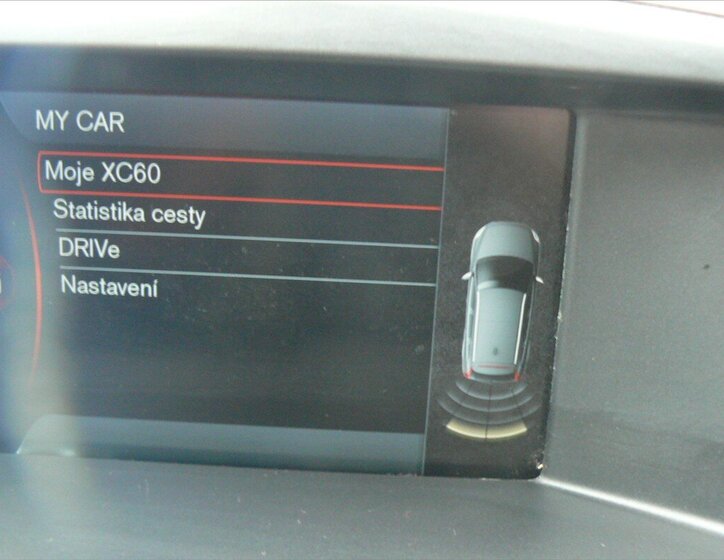 MY CAR
Moje XC60
Statistika cesty
DRIVe
Nastavení